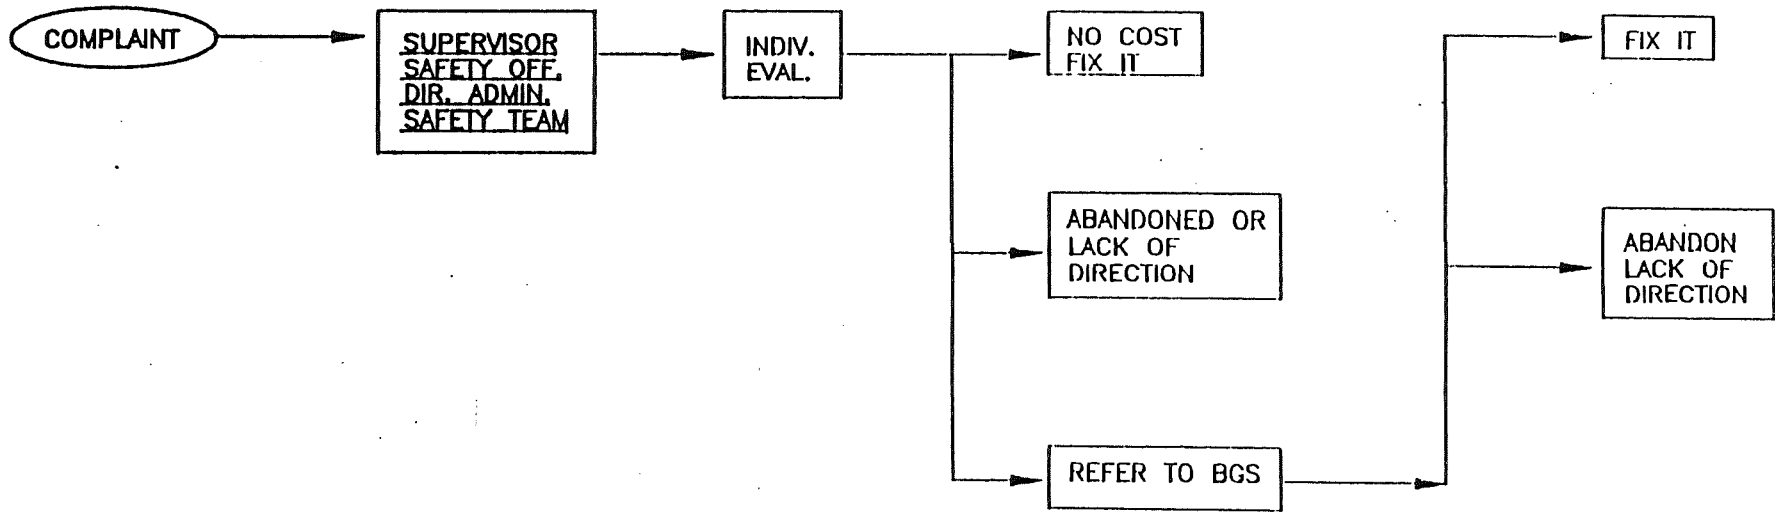 COMPLAINT
SUPERVISOR
SAFETY OFF.
DIR. ADMIN.
SAFETY TEAM
INDIV.
EVAL.
NO COST
FIX IT
ABANDONED OR
LACK OF
DIRECTION
REFER TO BGS
FIX IT
ABANDON
LACK OF
DIRECTION